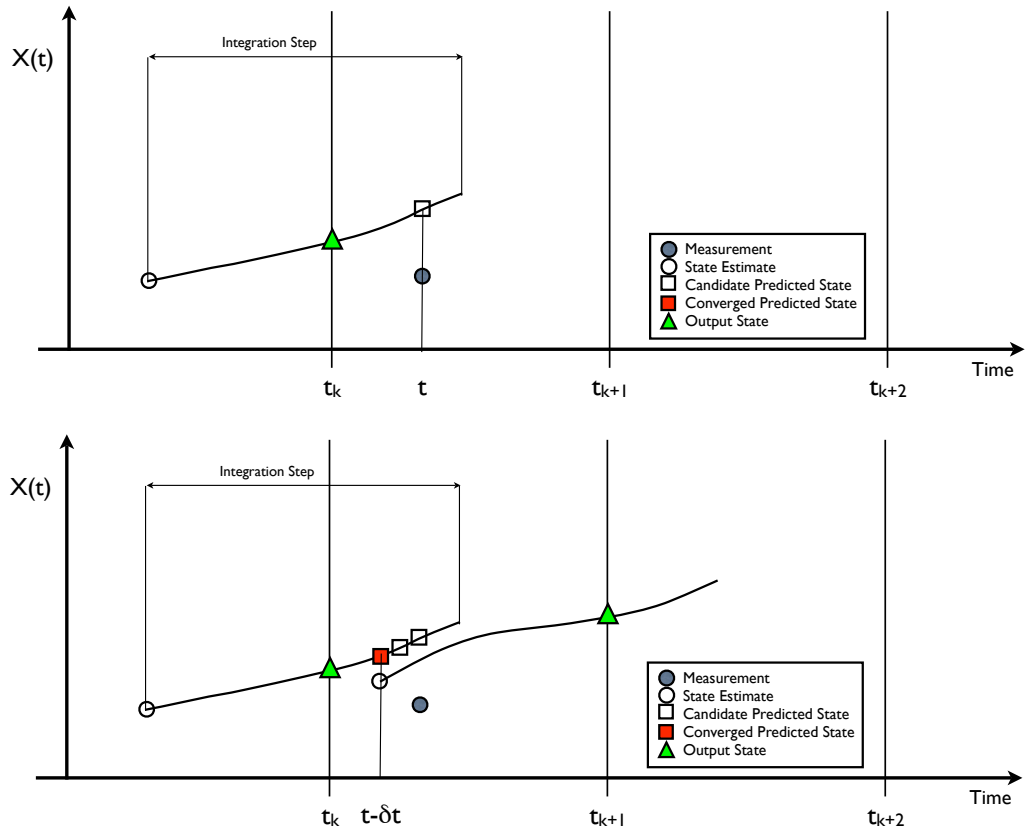 Integration Step
X(t)
Measurement
State Estimate
Candidate Predicted State
Converged Predicted State
Output State
Time
tk t tk+1 tk+2
Integration Step
X(t)
Measurement
State Estimate
Candidate Predicted State
Converged Predicted State
Output State
Time
tk t-δt tk+1 tk+2